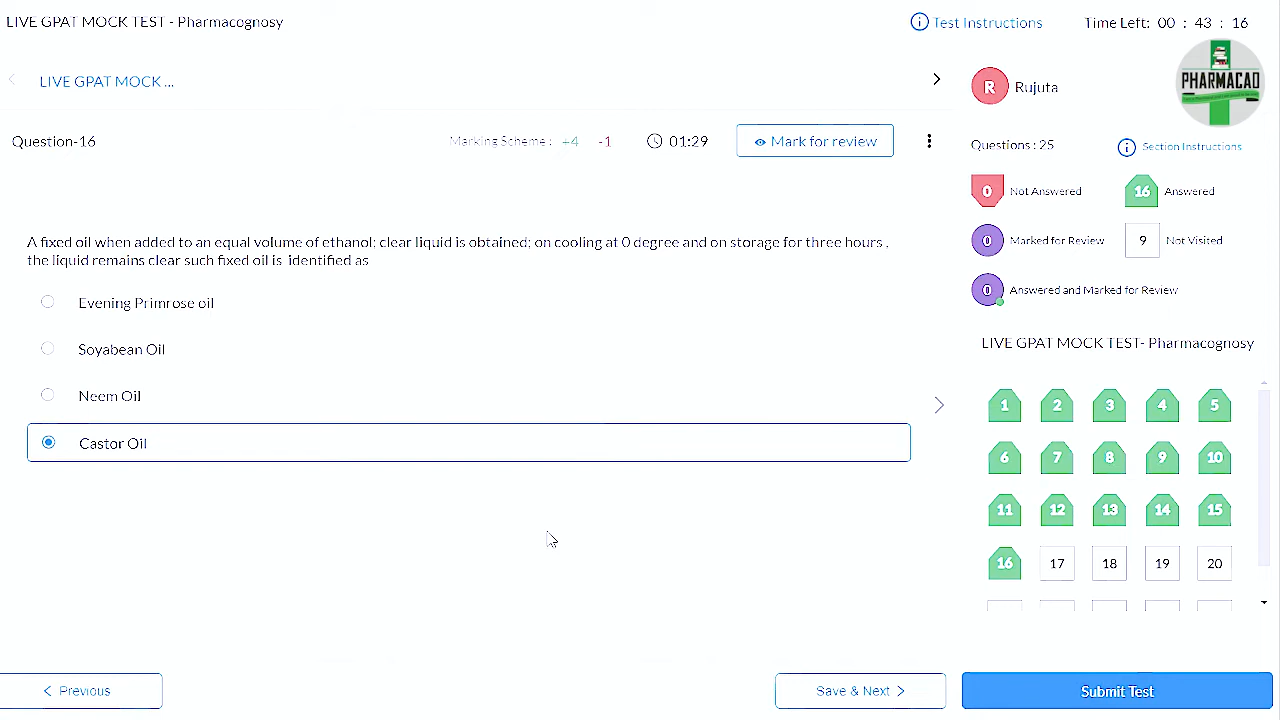 LIVE GPAT MOCK TEST - Pharmacognosy
Test Instructions
Time Left: 00 : 43 : 16
LIVE GPAT MOCK ...
R Rujuta
PHARMACAD
Question-16
Marking Scheme : +4 -1
01:29
Mark for review
Questions : 25
Section Instructions
0 Not Answered
16 Answered
0 Marked for Review
9 Not Visited
0 Answered and Marked for Review
A fixed oil when added to an equal volume of ethanol; clear liquid is obtained; on cooling at 0 degree and on storage for three hours ,
the liquid remains clear such fixed oil is identified as
Evening Primrose oil
Soyabean Oil
Neem Oil
Castor Oil
LIVE GPAT MOCK TEST- Pharmacognosy
1 2 3 4 5
6 7 8 9 10
11 12 13 14 15
16 17 18 19 20
Previous
Save & Next
Submit Test